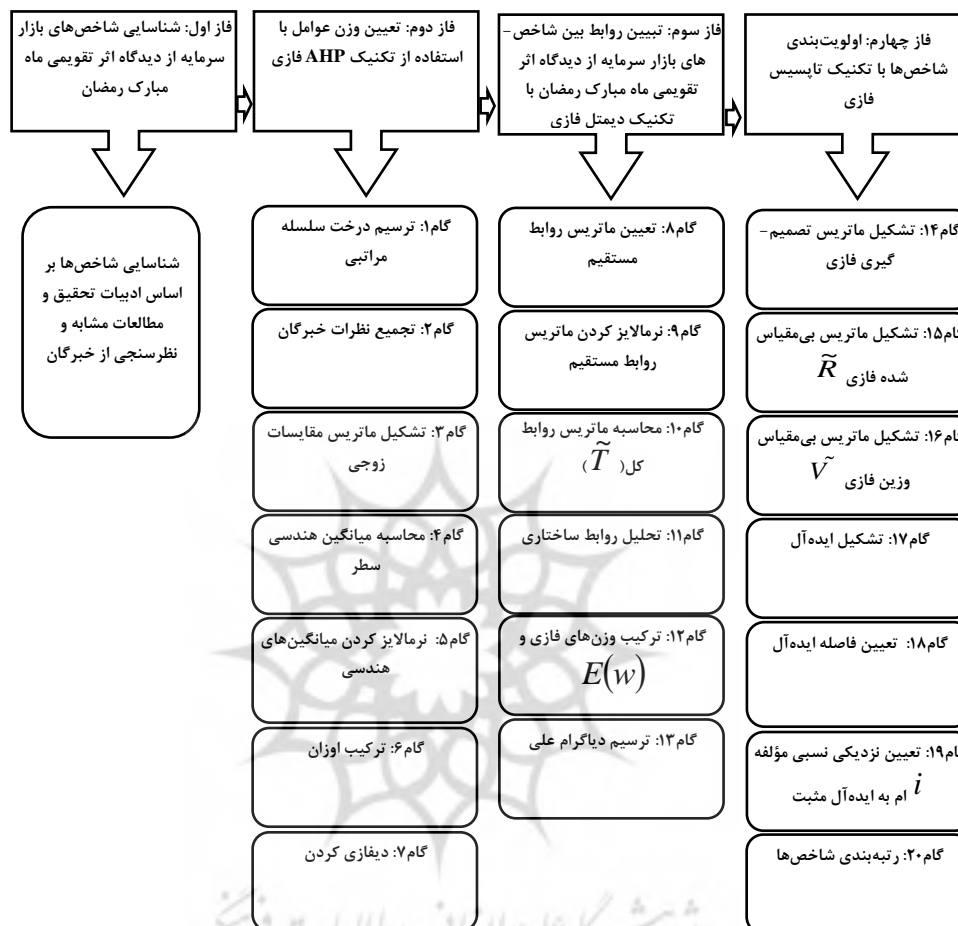 فاز اول: شناسایی شاخص‌های بازار
سرمایه از دیدگاه اثر تقویمی ماه
مبارک رمضان
شناسایی شاخص‌ها بر
اساس ادبیات تحقیق و
مطالعات مشابه و
نظرسنجی از خبرگان
فاز دوم: تعیین وزن عوامل با
استفاده از تکنیک AHP فازی
گام۱: ترسیم درخت سلسله
مراتبی
گام۲: تجمیع نظرات خبرگان
گام۳: تشکیل ماتریس مقایسات
زوجی
گام۴: محاسبه میانگین هندسی
سطر
گام۵: نرمالایز کردن میانگین‌های
هندسی
گام۶: ترکیب اوزان
گام۷: دیفازی کردن
فاز سوم: تبیین روابط بین شاخص-
های بازار سرمایه از دیدگاه اثر
تقویمی ماه مبارک رمضان با
تکنیک دیمتل فازی
گام۸: تعیین ماتریس روابط
مستقیم
گام۹: نرمالایز کردن ماتریس
روابط مستقیم
گام۱۰: محاسبه ماتریس روابط
کل( T̃ )
گام۱۱: تحلیل روابط ساختاری
گام۱۲: ترکیب وزن‌های فازی و
E(w)
گام۱۳: ترسیم دیاگرام علی
فاز چهارم: اولویت‌بندی
شاخص‌ها با تکنیک تاپسیس
فازی
گام۱۴: تشکیل ماتریس تصمیم-
گیری فازی
گام۱۵: تشکیل ماتریس بی‌مقیاس
شده فازی R̃
گام۱۶: تشکیل ماتریس بی‌مقیاس
وزین فازی Ṽ
گام۱۷: تشکیل ایده‌آل
گام۱۸: تعیین فاصله ایده‌آل
گام۱۹: تعیین نزدیکی نسبی مؤلفه
i ام به ایده‌آل مثبت
گام۲۰: رتبه‌بندی شاخص‌ها